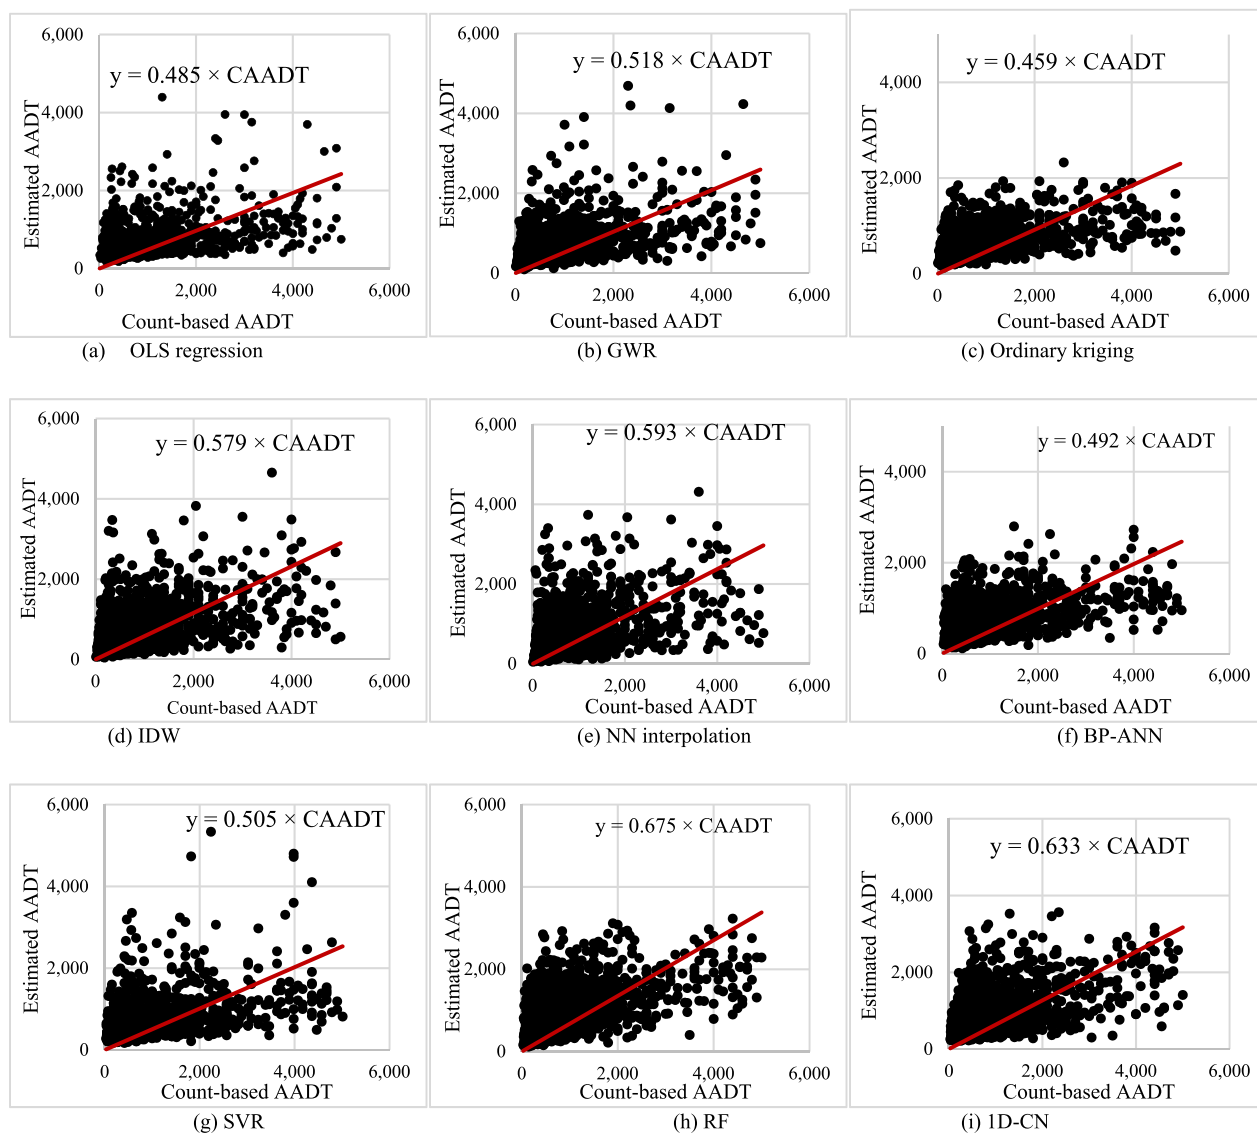 6,000
4,000
2,000
0
0
2,000
4,000
6,000
y = 0.485 × CAADT
Estimated AADT
Count-based AADT
(a) OLS regression
6,000
4,000
2,000
0
0
2,000
4,000
6,000
y = 0.518 × CAADT
Estimated AADT
Count-based AADT
(b) GWR
4,000
2,000
0
0
2,000
4,000
6,000
y = 0.459 × CAADT
Estimated AADT
Count-based AADT
(c) Ordinary kriging
6,000
4,000
2,000
0
0
2,000
4,000
6,000
y = 0.579 × CAADT
Estimated AADT
Count-based AADT
(d) IDW
6,000
4,000
2,000
0
0
2,000
4,000
6,000
y = 0.593 × CAADT
Estimated AADT
Count-based AADT
(e) NN interpolation
4,000
2,000
0
0
2,000
4,000
6,000
y = 0.492 × CAADT
Estimated AADT
Count-based AADT
(f) BP-ANN
6,000
4,000
2,000
0
0
2,000
4,000
6,000
y = 0.505 × CAADT
Estimated AADT
Count-based AADT
(g) SVR
6,000
4,000
2,000
0
0
2,000
4,000
6,000
y = 0.675 × CAADT
Estimated AADT
Count-based AADT
(h) RF
6,000
4,000
2,000
0
0
2,000
4,000
6,000
y = 0.633 × CAADT
Estimated AADT
Count-based AADT
(i) 1D-CN